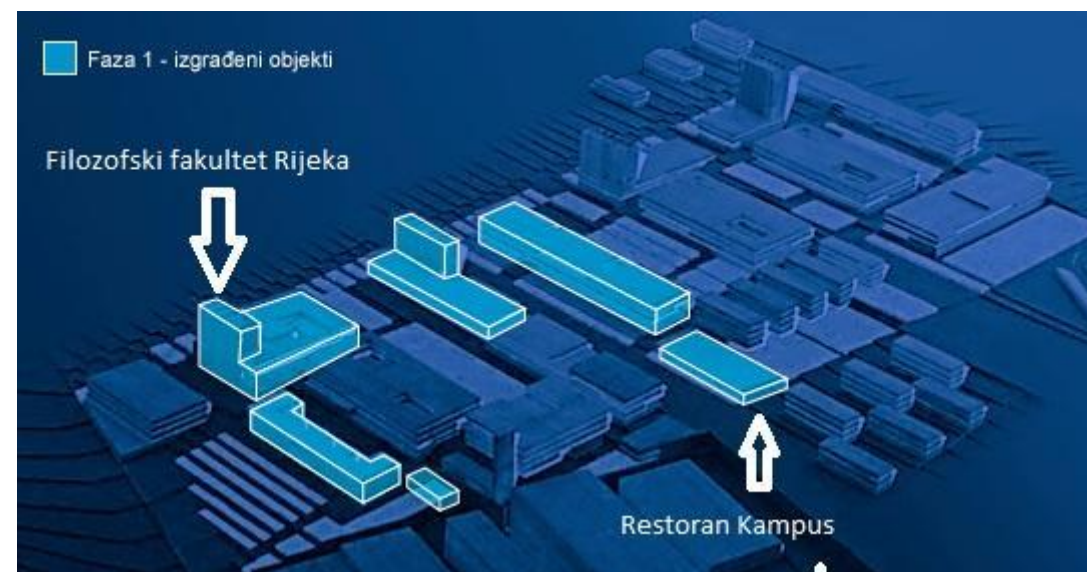 Faza 1 - izgrađeni objekti
Filozofski fakultet Rijeka
Restoran Kampus